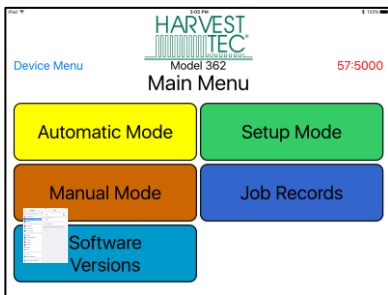 iPad
3:05 PM
100%
HARVEST
TEC
Device Menu
Model 362
57:5000
Main Menu
Automatic Mode
Setup Mode
Manual Mode
Job Records
Software
Versions